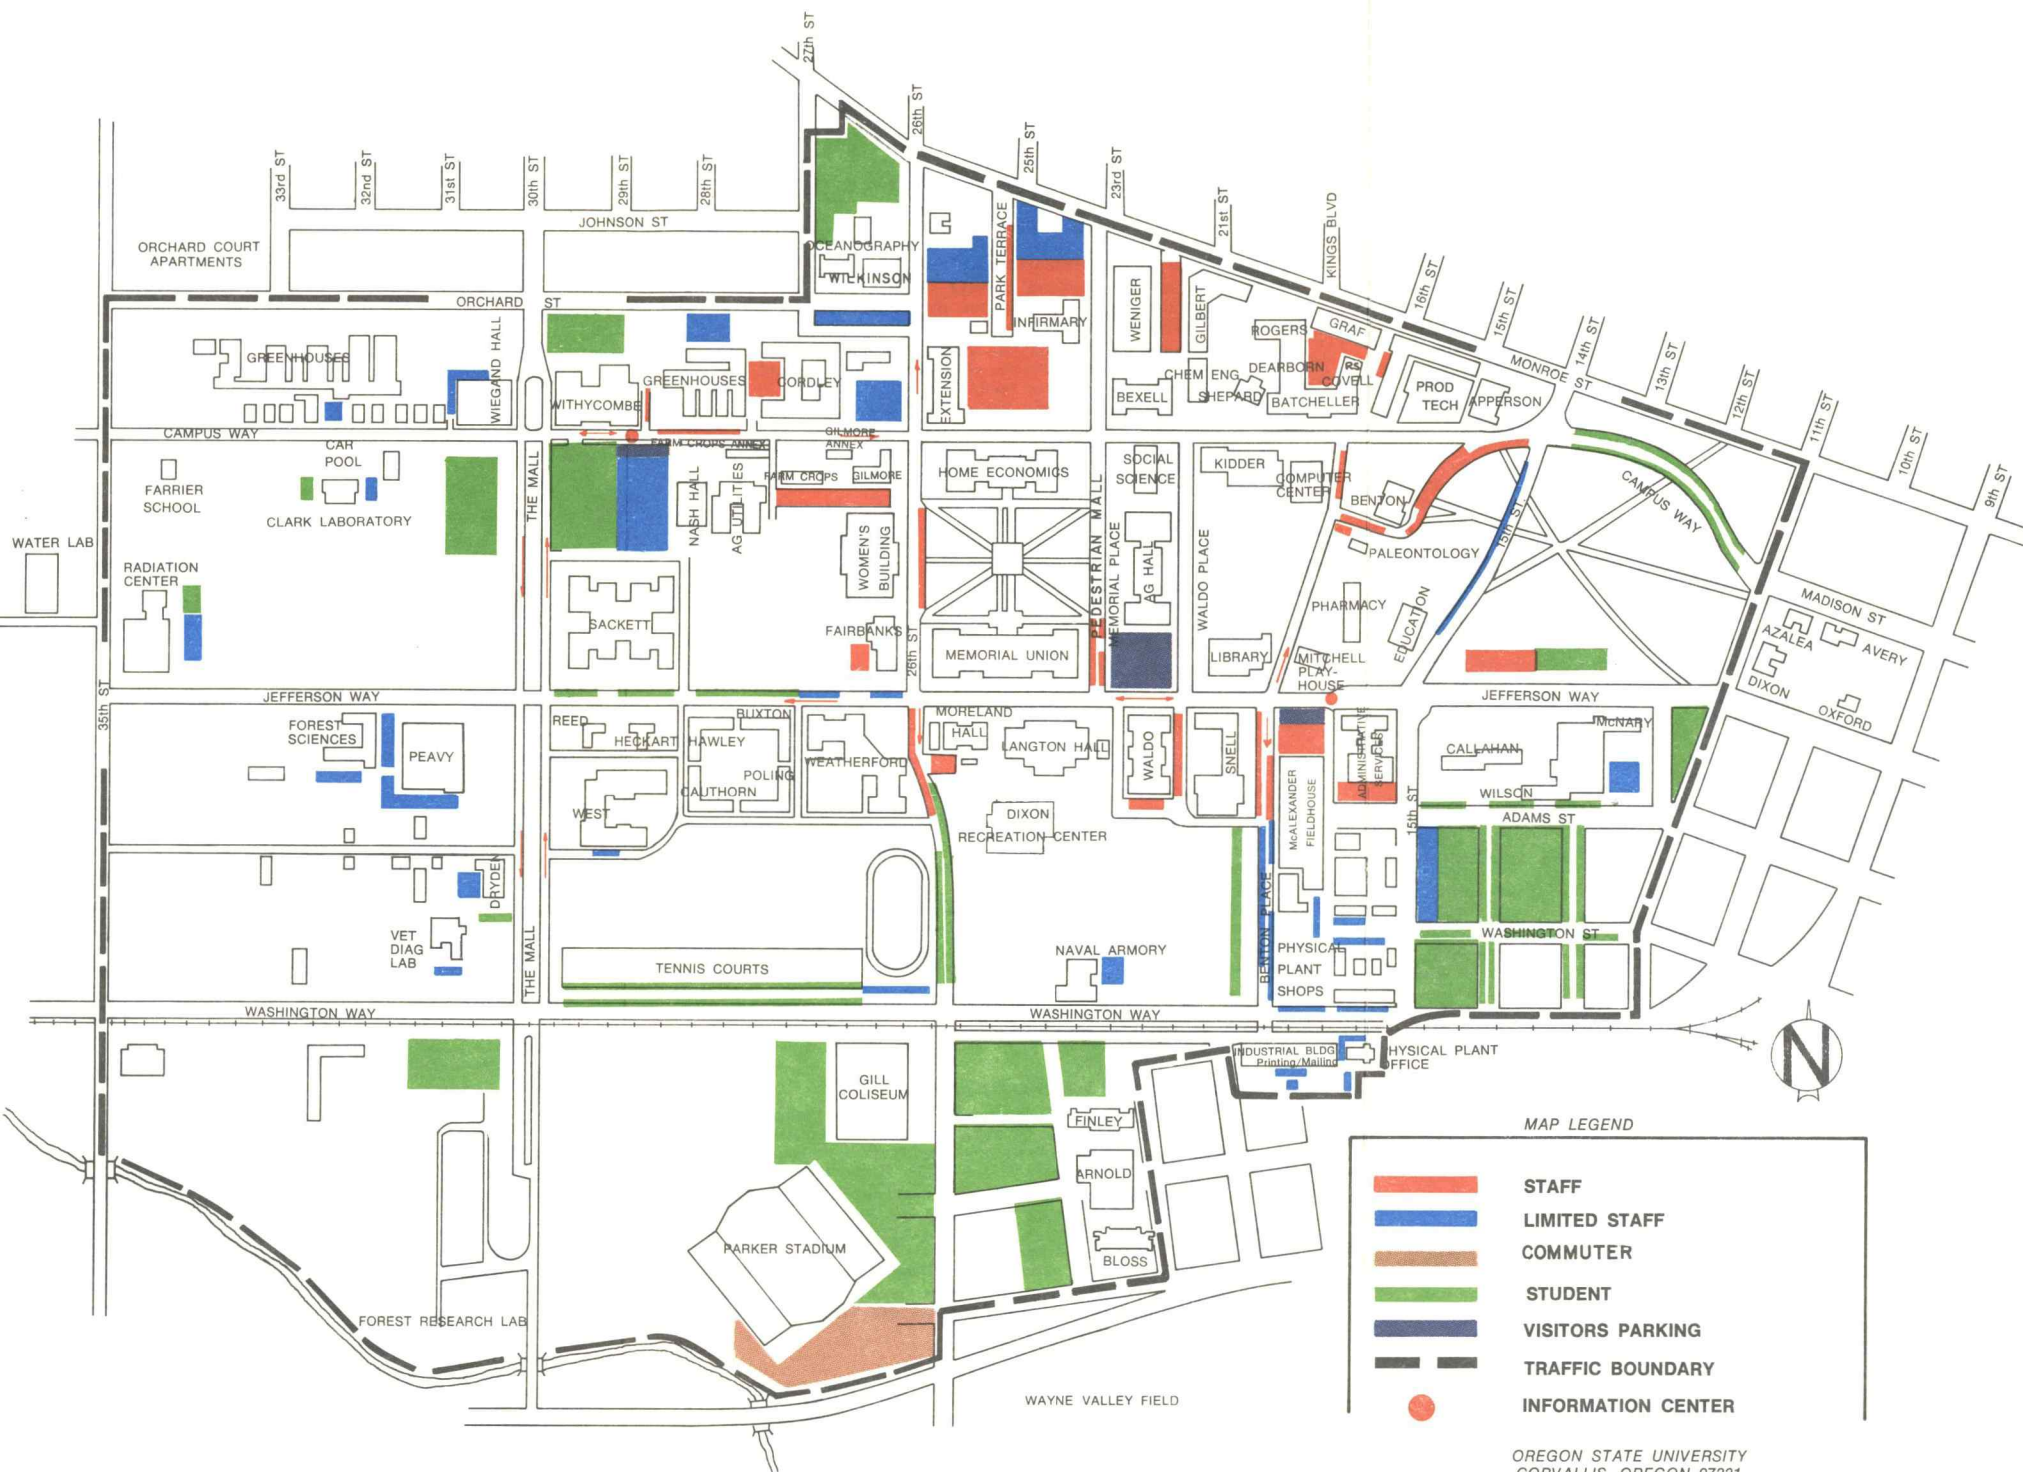 27th ST
26th ST
25th ST
23rd ST
21st ST
KINGS BLVD
16th ST
15th ST
14th ST
13th ST
12th ST
11th ST
10th ST
9th ST
33rd ST
32nd ST
31st ST
30th ST
29th ST
28th ST
JOHNSON ST
ORCHARD COURT
APARTMENTS
OCEANOGRAPHY
WILKINSON
PARK TERRACE
ORCHARD ST
INFIRMARY
WENIGER
GILBERT
ROGERS
GRAF
MONROE ST
GREENHOUSES
WIEGAND HALL
WITHYCOMBE
GREENHOUSES
CORDLEY
EXTENSION
BEXELL
CHEM ENG
SHEPARD
DEARBORN
RS
COVELL
BATCHELLER
PROD
TECH
APPERSON
CAMPUS WAY
CAR
POOL
FARRIER
SCHOOL
CLARK LABORATORY
THE MALL
FARM CROPS ANNEX
GILMORE
ANNEX
NASH HALL
AG UTILITIES
FARM CROPS
GILMORE
HOME ECONOMICS
SOCIAL
SCIENCE
KIDDER
COMPUTER
CENTER
BENTON
15th ST
CAMPUS WAY
WATER LAB
RADIATION
CENTER
WOMEN'S
BUILDING
PEDESTRIAN MALL
MEMORIAL PLACE
AG HALL
WALDO PLACE
PALEONTOLOGY
PHARMACY
EDUCATION
MADISON ST
AZALEA
AVERY
DIXON
OXFORD
SACKETT
FAIRBANKS
26th ST
MEMORIAL UNION
LIBRARY
MITCHELL
PLAY-
HOUSE
35th ST
JEFFERSON WAY
JEFFERSON WAY
FOREST
SCIENCES
PEAVY
REED
HECKART
HAWLEY
BUXTON
POLING
CAUTHORN
WEATHERFORD
WEST
MORELAND
HALL
LANGTON HALL
WALDO
SNELL
McALEXANDER
FIELDHOUSE
ADMINISTRATIVE
SERVICES
15th ST
CALLAHAN
McNARY
WILSON
ADAMS ST
DIXON
RECREATION CENTER
DRYDEN
VET
DIAG
LAB
THE MALL
TENNIS COURTS
NAVAL ARMORY
BENTON PLACE
PHYSICAL
PLANT
SHOPS
WASHINGTON ST
WASHINGTON WAY
WASHINGTON WAY
INDUSTRIAL BLDG
Printing/Mailing
PHYSICAL PLANT
OFFICE
N
GILL
COLISEUM
FINLEY
ARNOLD
BLOSS
PARKER STADIUM
FOREST RESEARCH LAB
WAYNE VALLEY FIELD
MAP LEGEND
STAFF
LIMITED STAFF
COMMUTER
STUDENT
VISITORS PARKING
TRAFFIC BOUNDARY
INFORMATION CENTER
OREGON STATE UNIVERSITY
CORVALLIS, OREGON 97331